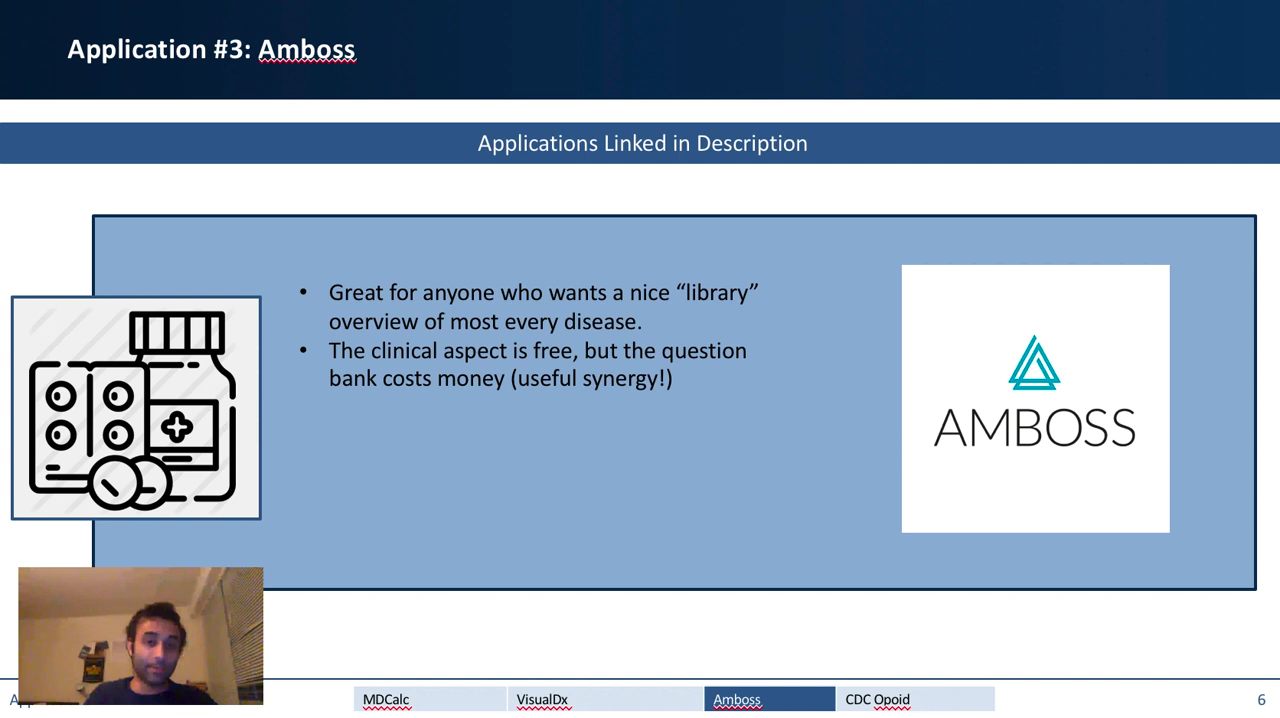 Application #3: Amboss
Applications Linked in Description
• Great for anyone who wants a nice “library”
overview of most every disease.
• The clinical aspect is free, but the question
bank costs money (useful synergy!)
AMBOSS
MDCalc
VisualDx
Amboss
CDC Opoid
6